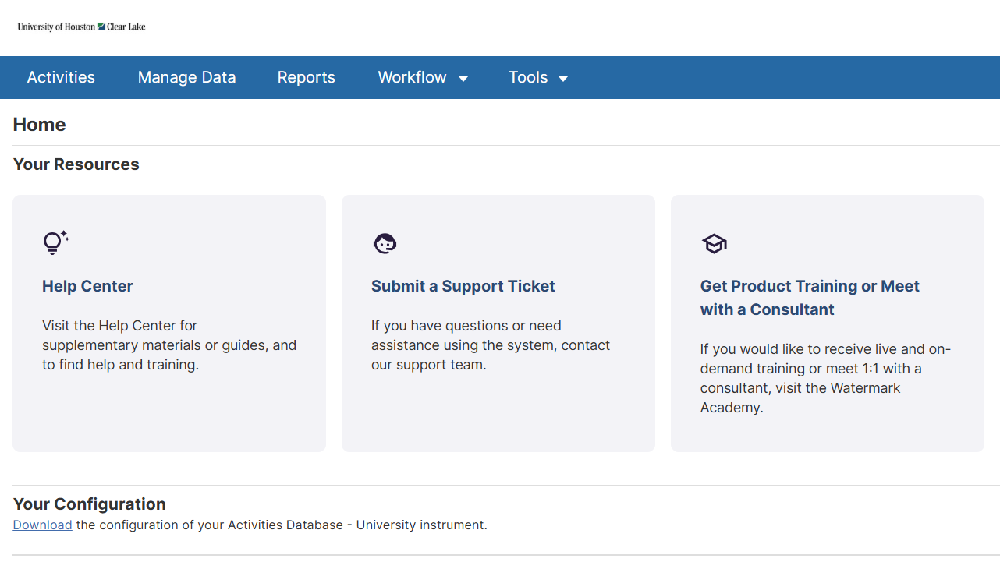 University of Houston Clear Lake
Activities Manage Data Reports Workflow Tools
Home
Your Resources
Help Center
Visit the Help Center for
supplementary materials or guides, and
to find help and training.
Submit a Support Ticket
If you have questions or need
assistance using the system, contact
our support team.
Get Product Training or Meet
with a Consultant
If you would like to receive live and on-
demand training or meet 1:1 with a
consultant, visit the Watermark
Academy.
Your Configuration
Download the configuration of your Activities Database - University instrument.